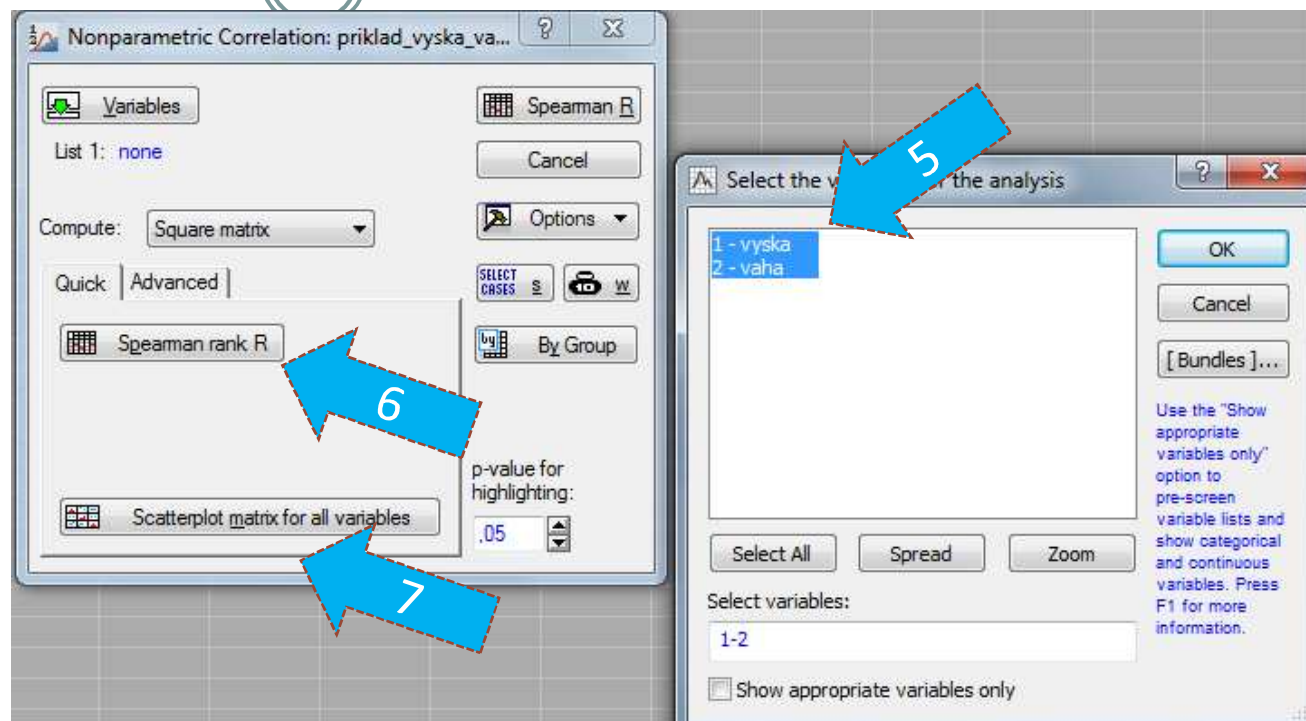 Nonparametric Correlation: priklad_vyska_va...
Variables
Spearman R
List 1: none
Cancel
Compute: Square matrix
Options
Quick
Advanced
SELECT CASES S
W
Spearman rank R
By Group
6
p-value for
highlighting:
Scatterplot matrix for all variables
,05
7
5
Select the v
r the analysis
1 - vyska
2 - vaha
OK
Cancel
[ Bundles ]...
Use the "Show
appropriate
variables only"
option to
pre-screen
variable lists and
show categorical
and continuous
variables. Press
F1 for more
information.
Select All
Spread
Zoom
Select variables:
1-2
Show appropriate variables only